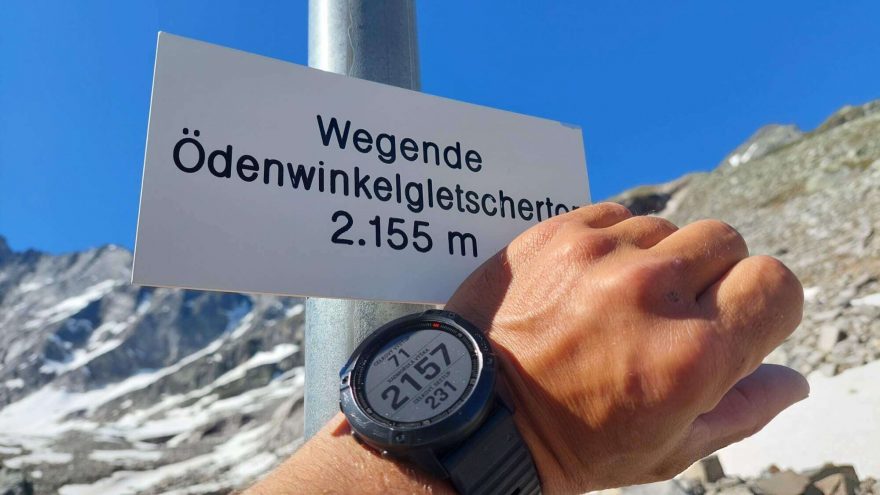 Wegende
Ödenwinkelgletscherto
2.155 m
71
2157
231